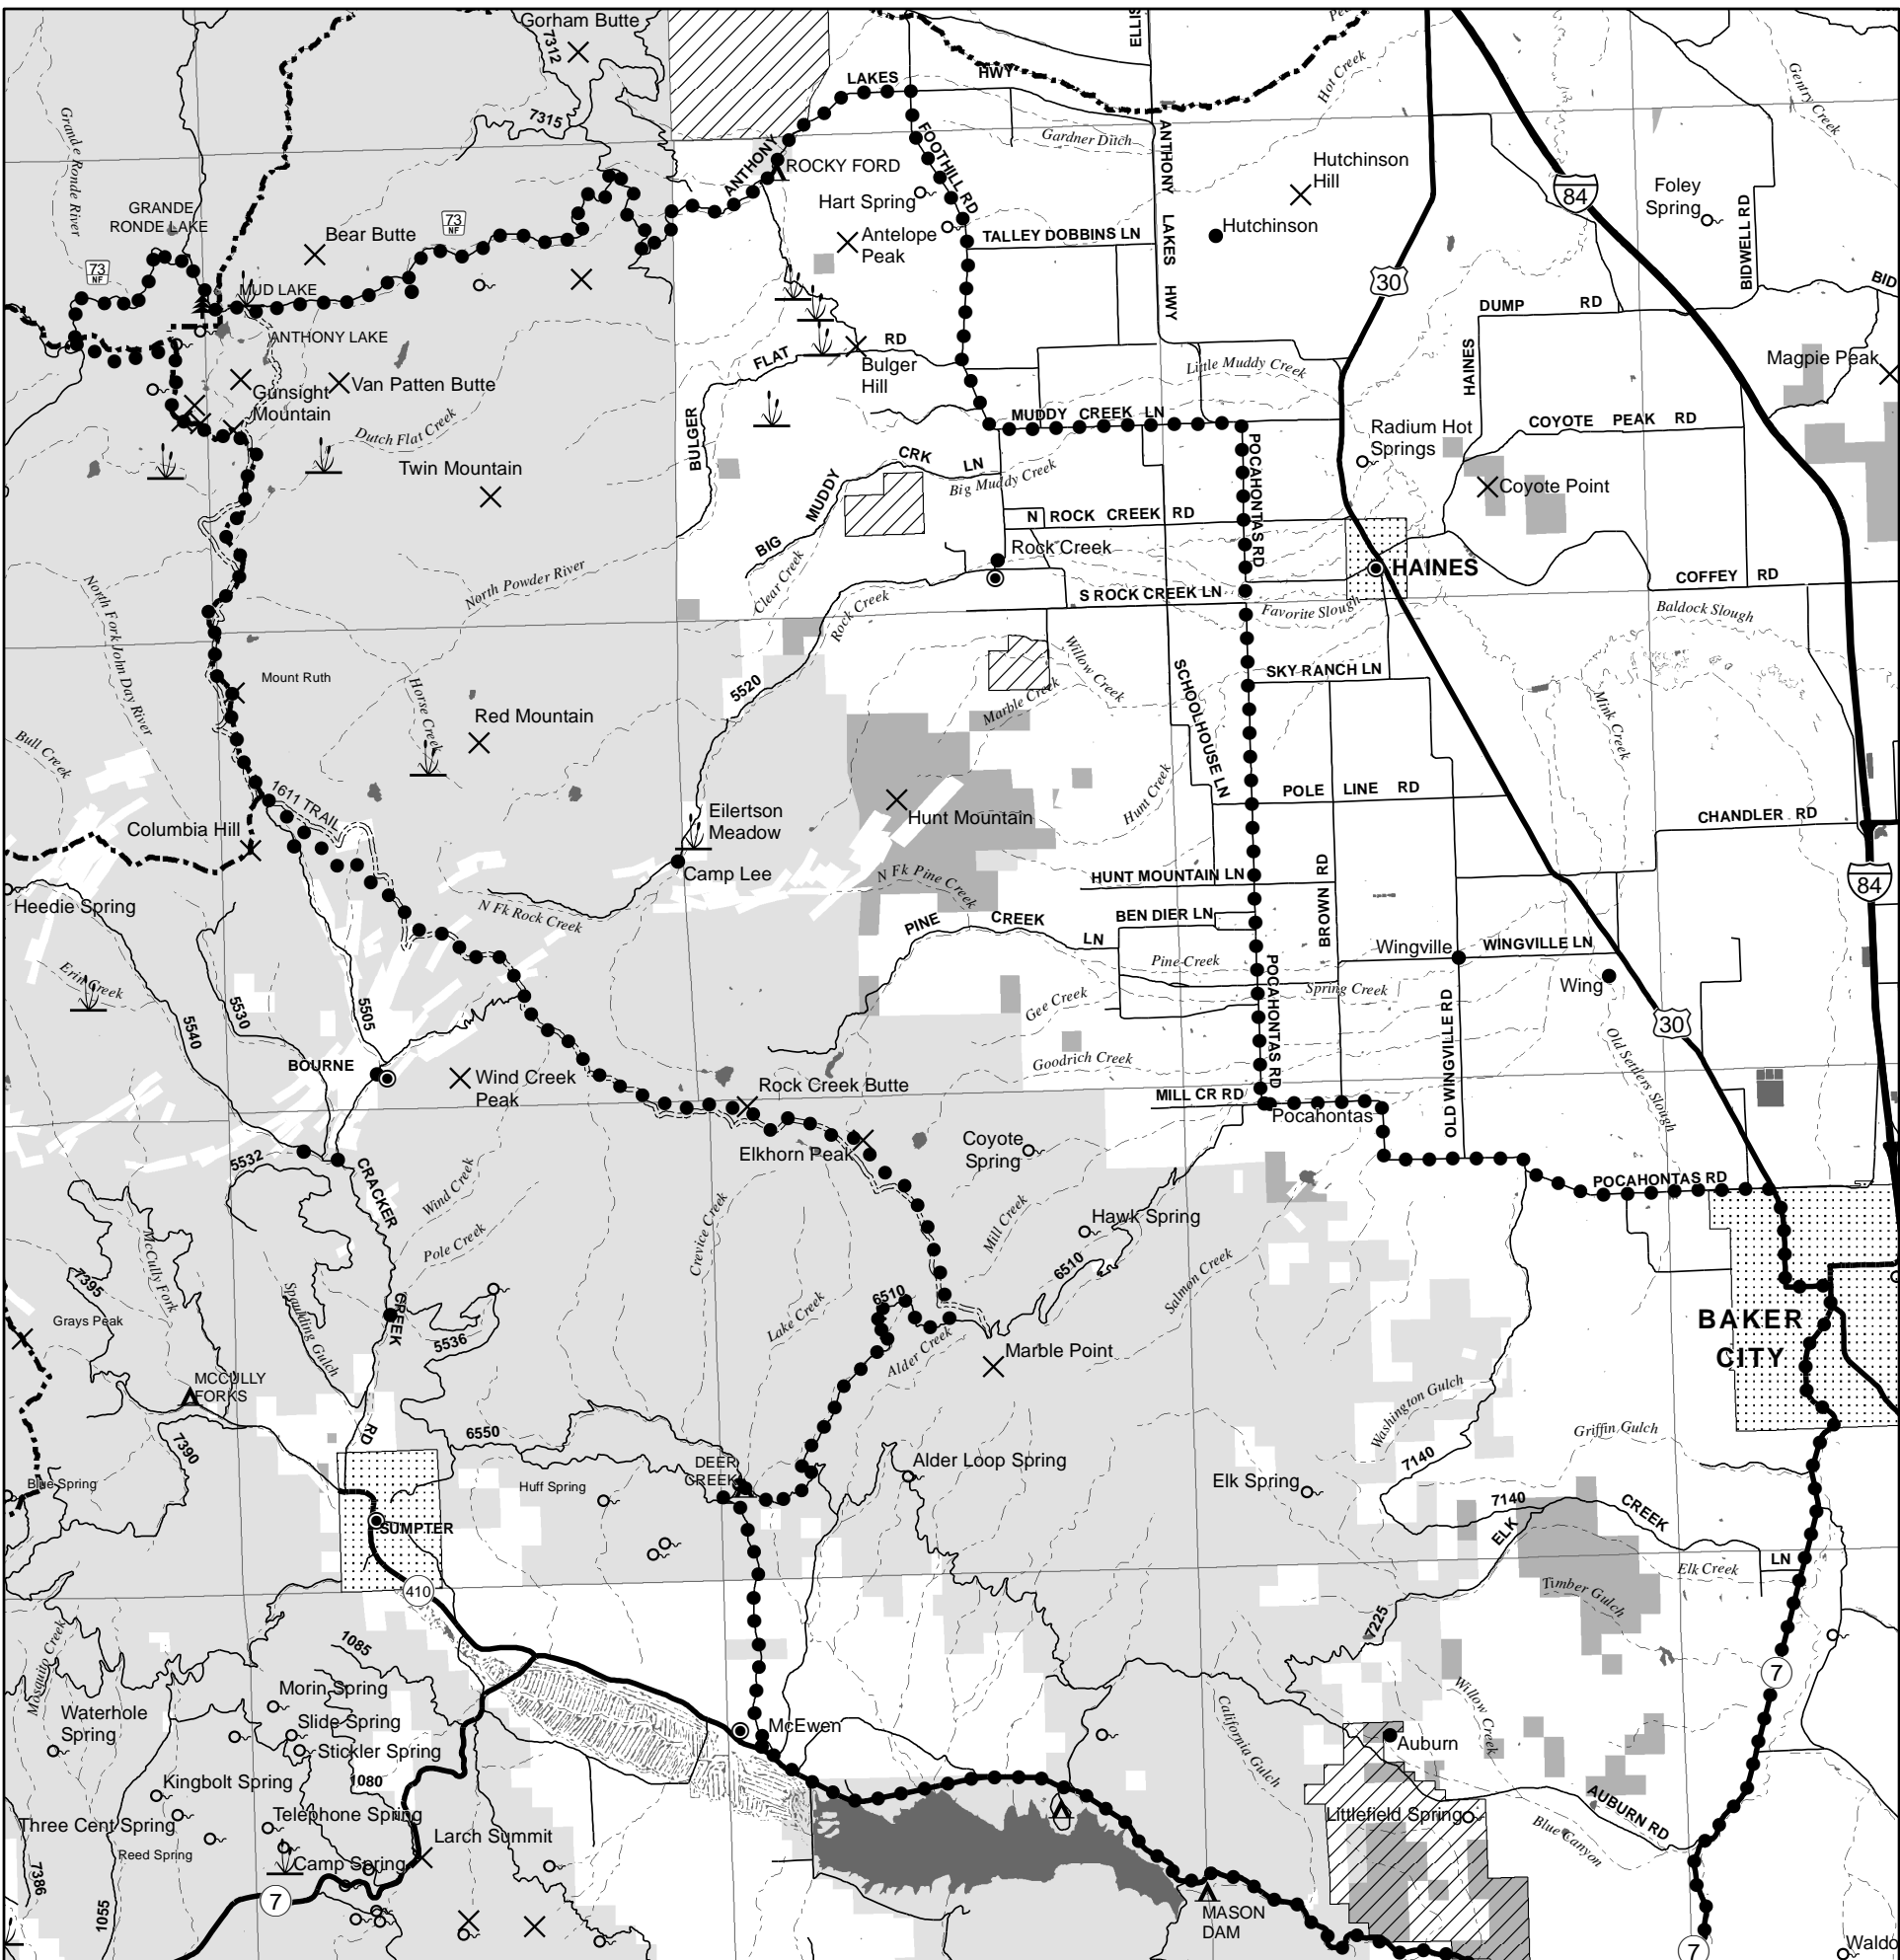 Gorham Butte
7312
ELLIS
LAKES
HWY
Hot Creek
Gentry Creek
7315
Grande Ronde River
Gardner Ditch
ANTHONY
ROCKY FORD
FOOTHILL RD
ANTHONY LAKES HWY
Hutchinson
Hill
84
Foley
Spring
BIDWELL RD
Hart Spring
GRANDE
RONDE LAKE
Bear Butte
73
NF
Antelope
Peak
TALLEY DOBBINS LN
Hutchinson
73
NF
MUD LAKE
30
BID
DUMP RD
ANTHONY LAKE
Little Muddy Creek
HAINES
Magpie Peak
BULGER FLAT RD
Bulger
Hill
Gunsight
Mountain
Van Patten Butte
Dutch Flat Creek
MUDDY CREEK LN
POCAHONTAS RD
Radium Hot
Springs
COYOTE PEAK RD
Twin Mountain
BIG MUDDY CRK LN
Big Muddy Creek
Coyote Point
N ROCK CREEK RD
Rock Creek
HAINES
COFFEY RD
North Fork John Day River
North Powder River
Clear Creek
Rock Creek
S ROCK CREEK LN
Favorite Slough
Baldock Slough
Mount Ruth
Horse Creek
5520
Willow Creek
Marble Creek
SKY RANCH LN
Mink Creek
Red Mountain
Bull Creek
SCHOOLHOUSE LN
Hunt Creek
POLE LINE RD
1611 TRAIL
Columbia Hill
Eilertson
Meadow
Hunt Mountain
CHANDLER RD
Camp Lee
N Fk Pine Creek
HUNT MOUNTAIN LN
84
Heedie Spring
N Fk Rock Creek
PINE CREEK LN
BEN DIER LN
BROWN RD
Wingville
WINGVILLE LN
Pine Creek
Erin Creek
Wing
Gee Creek
Spring Creek
POCAHONTAS RD
5540
5530
5505
30
OLD WINGVILLE RD
Old Settlers Slough
BOURNE
Goodrich Creek
Wind Creek
Peak
Rock Creek Butte
MILL CR RD
Pocahontas
Elkhorn Peak
Coyote
Spring
5532
CRACKER CREEK RD
Wind Creek
POCAHONTAS RD
Pole Creek
Crevice Creek
Mill Creek
Hawk Spring
McCully Fork
6510
Salmon Creek
7395
Spaulding Gulch
Grays Peak
6510
Lake Creek
5536
Alder Creek
Marble Point
BAKER
CITY
MCCULLY
FORKS
Washington Gulch
Griffin Gulch
7390
6550
Blue Spring
Huff Spring
DEER
CREEK
Alder Loop Spring
Elk Spring
7140
7140
ELK CREEK LN
SUMPTER
410
Elk Creek
Timber Gulch
7225
Mosquito Creek
1085
7
Morin Spring
Waterhole
Spring
Slide Spring
Stickler Spring
McEwen
California Gulch
Willow Creek
Auburn
Kingbolt Spring
1080
AUBURN RD
Telephone Spring
Littlefield Spring
Three Cent Spring
Larch Summit
Blue Canyon
Reed Spring
Camp Spring
7386
1055
7
MASON
DAM
7
Waldo